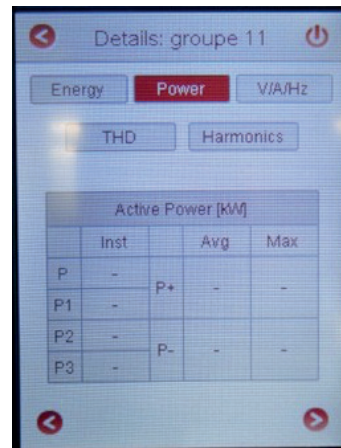 Details: groupe 11
Energy Power V/A/Hz
THD Harmonics
Active Power [kW]
Inst Avg Max
P - P+ - -
P1 -
P2 - P- - -
P3 -